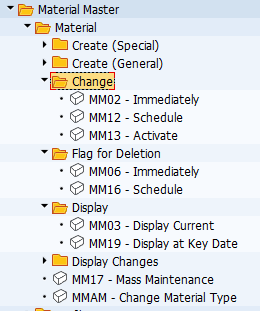 Material Master
Material
Create (Special)
Create (General)
Change
MM02 - Immediately
MM12 - Schedule
MM13 - Activate
Flag for Deletion
MM06 - Immediately
MM16 - Schedule
Display
MM03 - Display Current
MM19 - Display at Key Date
Display Changes
MM17 - Mass Maintenance
MMAM - Change Material Type